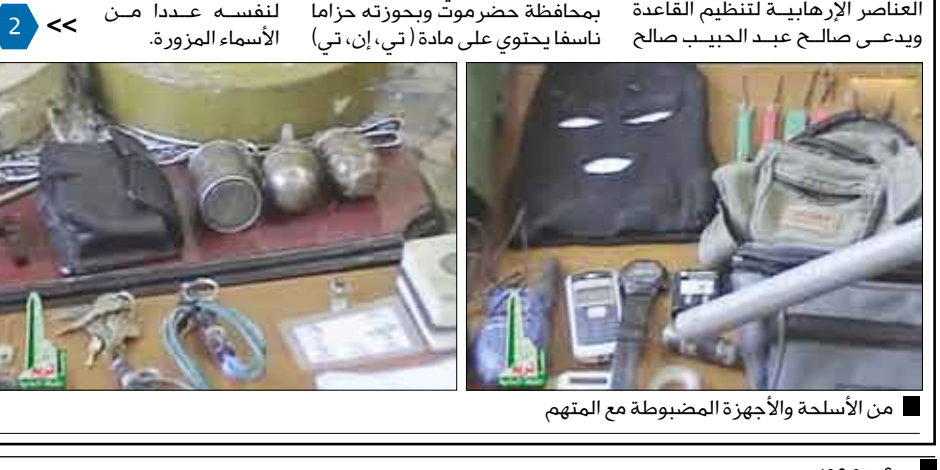 العناصر الإرهابية لتنظيم القاعدة
ويدعى صالح عبد الحبيب صالح
بمحافظة حضرموت وبحوزته حزاما
ناسفا يحتوي على مادة (تي، إن، تي)
لنفسه عددا من
الأسماء المزورة.
<< 2
من الأسلحة والأجهزة المضبوطة مع المتهم